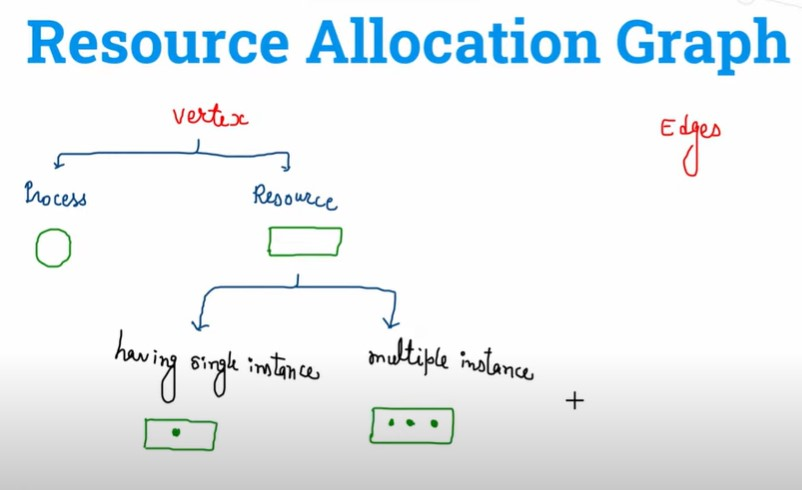 Resource Allocation Graph
vertex
Edges
Process
Resource
having single instance
multiple instance